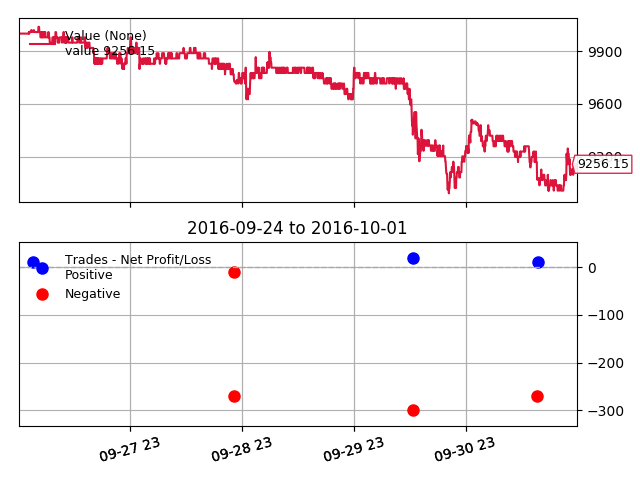 Value (None)
value 9256.15
9900
9600
9300
9256.15
2016-09-24 to 2016-10-01
Trades - Net Profit/Loss
Positive
Negative
0
−100
−200
−300
09-27 23
09-28 23
09-29 23
09-30 23